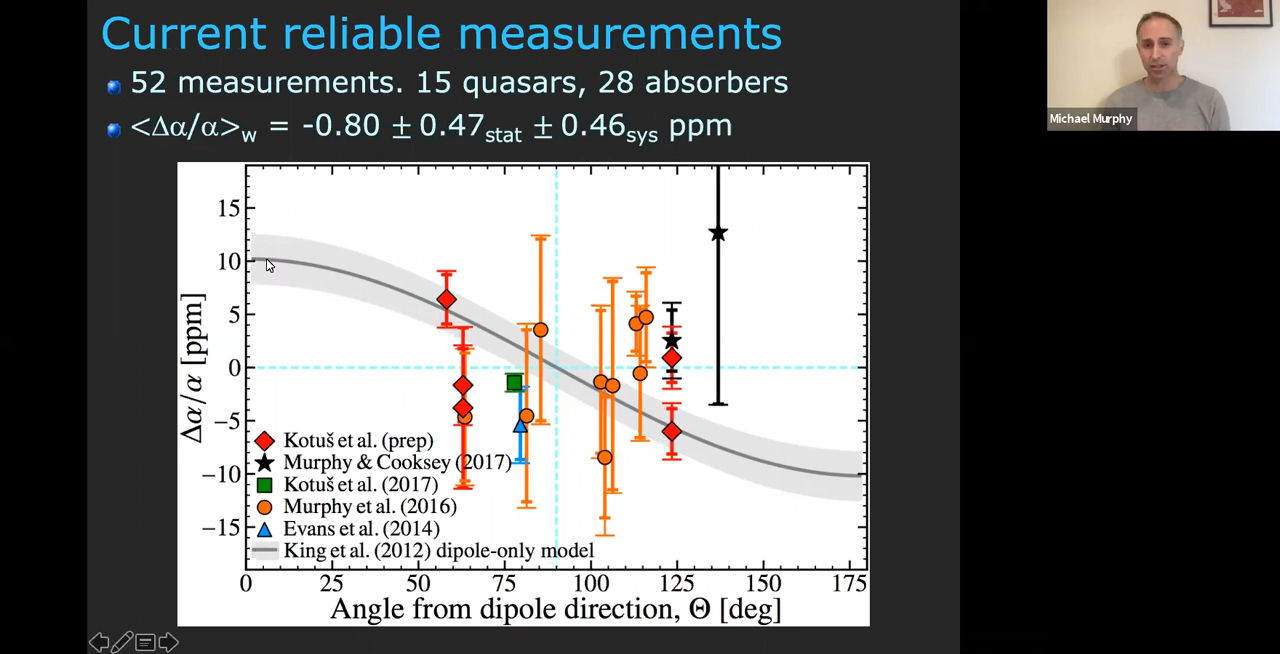 Current reliable measurements
52 measurements. 15 quasars, 28 absorbers
<Δα/α>w = -0.80 ± 0.47stat ± 0.46sys ppm
Michael Murphy
15
10
5
0
−5
−10
−15
Δα/α [ppm]
Kotuš et al. (prep)
Murphy & Cooksey (2017)
Kotuš et al. (2017)
Murphy et al. (2016)
Evans et al. (2014)
King et al. (2012) dipole-only model
0 25 50 75 100 125 150 175
Angle from dipole direction, Θ [deg]